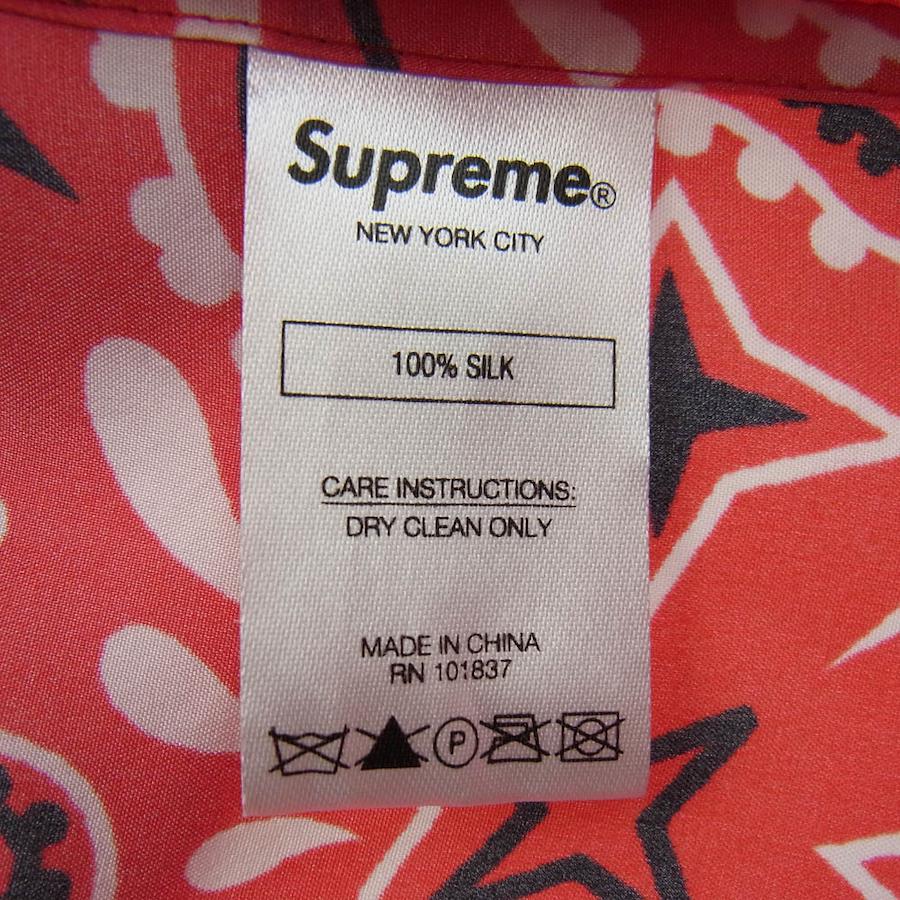 Supreme®
NEW YORK CITY
100% SILK
CARE INSTRUCTIONS:
DRY CLEAN ONLY
MADE IN CHINA
RN 101837
P